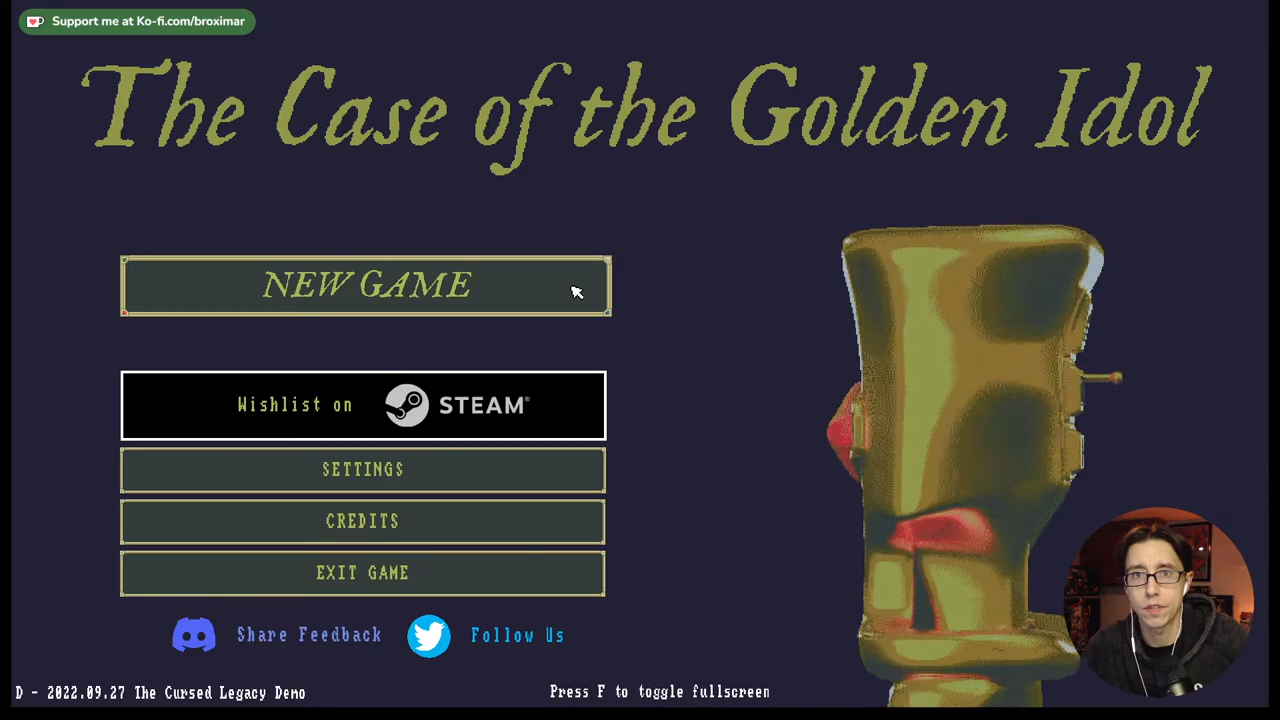 Support me at Ko-fi.com/broximar
The Case of the Golden Idol
NEW GAME
Wishlist on STEAM®
SETTINGS
CREDITS
EXIT GAME
Share Feedback
Follow Us
D - 2022.09.27 The Cursed Legacy Demo
Press F to toggle fullscreen